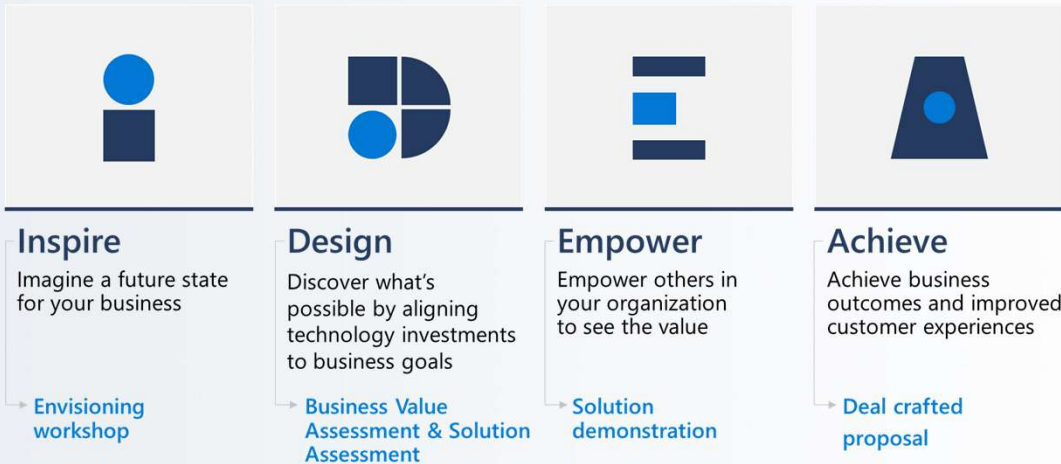 Inspire
Imagine a future state
for your business
Envisioning
workshop
Design
Discover what's
possible by aligning
technology investments
to business goals
Business Value
Assessment & Solution
Assessment
Empower
Empower others in
your organization
to see the value
Solution
demonstration
Achieve
Achieve business
outcomes and improved
customer experiences
Deal crafted
proposal